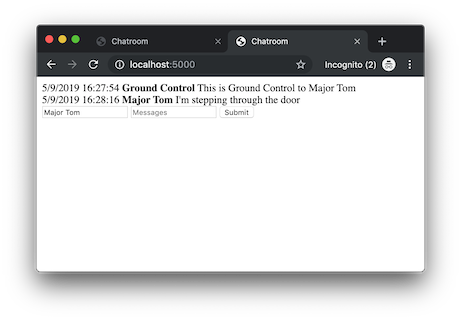 Chatroom
Chatroom
localhost:5000
Incognito (2)
5/9/2019 16:27:54 Ground Control This is Ground Control to Major Tom
5/9/2019 16:28:16 Major Tom I'm stepping through the door
Major Tom Messages Submit